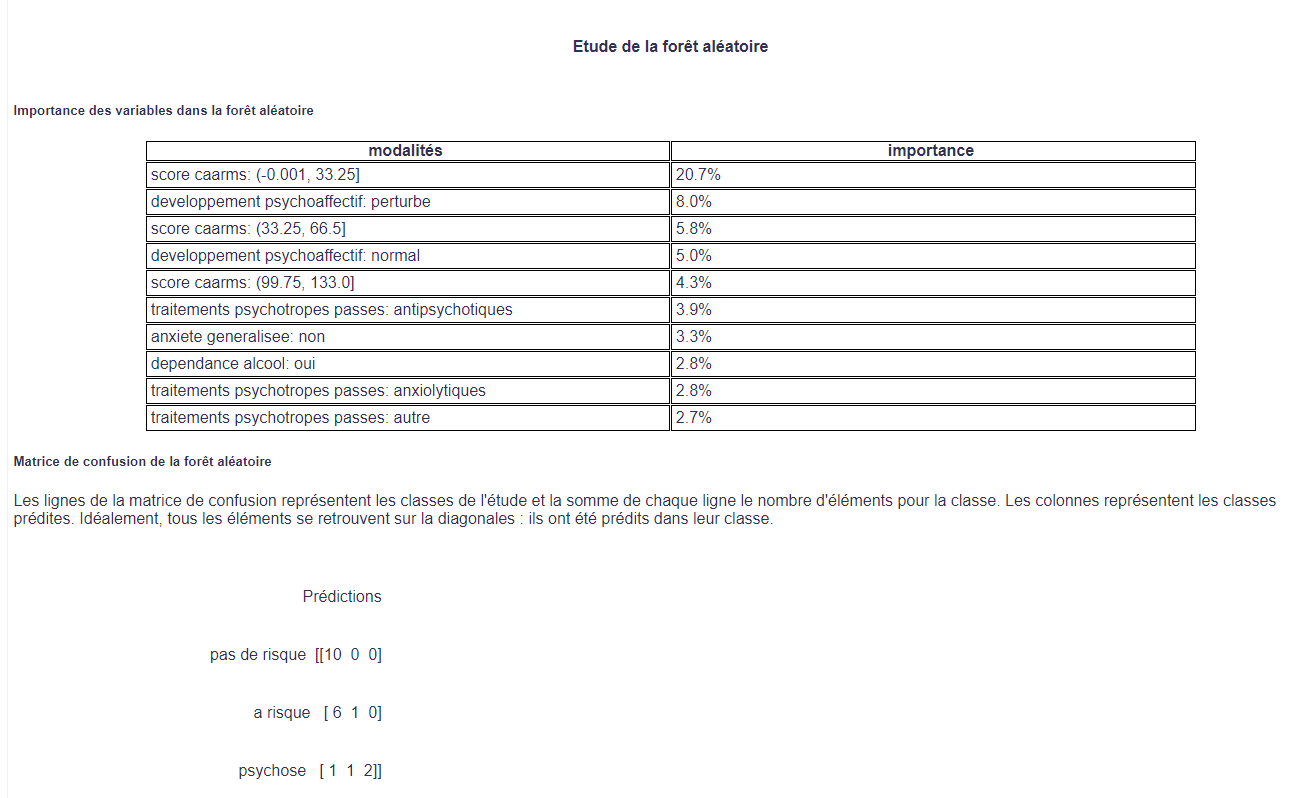 Etude de la forêt aléatoire
Importance des variables dans la forêt aléatoire
modalités importance
score caarms: (-0.001, 33.25] 20.7%
developpement psychoaffectif: perturbe 8.0%
score caarms: (33.25, 66.5] 5.8%
developpement psychoaffectif: normal 5.0%
score caarms: (99.75, 133.0] 4.3%
traitements psychotropes passes: antipsychotiques 3.9%
anxiete generalisee: non 3.3%
dependance alcool: oui 2.8%
traitements psychotropes passes: anxiolytiques 2.8%
traitements psychotropes passes: autre 2.7%
Matrice de confusion de la forêt aléatoire
Les lignes de la matrice de confusion représentent les classes de l'étude et la somme de chaque ligne le nombre d'éléments pour la classe. Les colonnes représentent les classes
prédites. Idéalement, tous les éléments se retrouvent sur la diagonales : ils ont été prédits dans leur classe.
Prédictions
pas de risque [[10 0 0]
a risque [ 6 1 0]
psychose [ 1 1 2]]